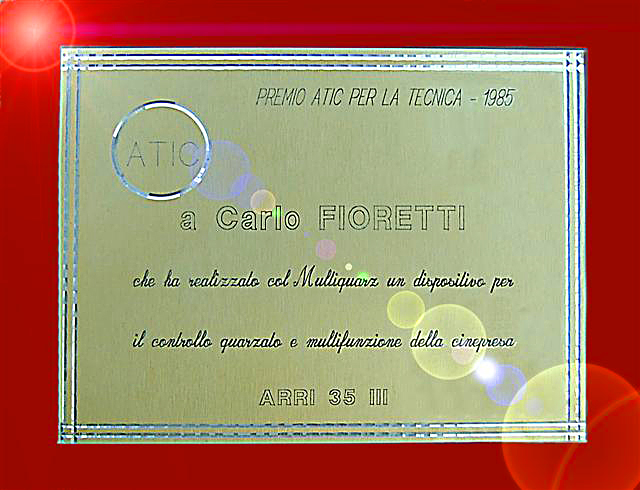 PREMIO ATIC PER LA TECNICA - 1985
ATIC
a Carlo FIORETTI
che ha realizzato col Multiquarz un dispositivo per
il controllo quarzato e multifunzione della cinepresa
ARRI 35 III